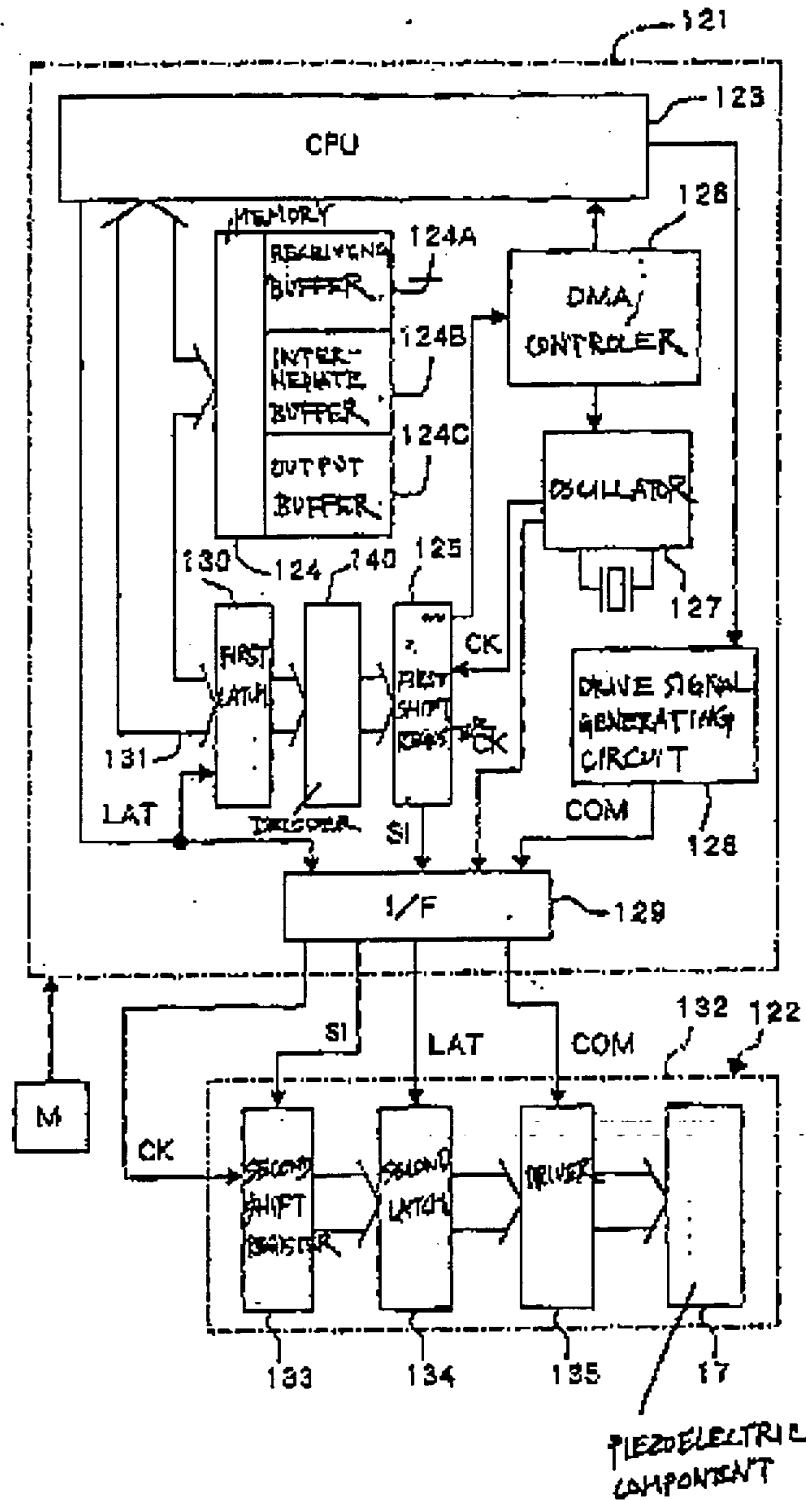 121
123
CPU
MEMORY
RECEIVING
BUFFER
124A
128
DMA
CONTROLER
INTER-
MEDIATE
BUFFER
124B
OUTPUT
BUFFER
124C
OSCILLATOR
130
124
140
125
127
CK
FIRST
LATCH
FIRST
SHIFT
CK
DRIVE SIGNAL
GENERATING
CIRCUIT
131
LAT
SI
COM
128
I/F
129
SI
LAT
COM
132
122
M
CK
SECOND
SHIFT
REGISTER
SECOND
LATCH
DRIVER
133
134
135
17
PIEZOELECTRIC
COMPONENT